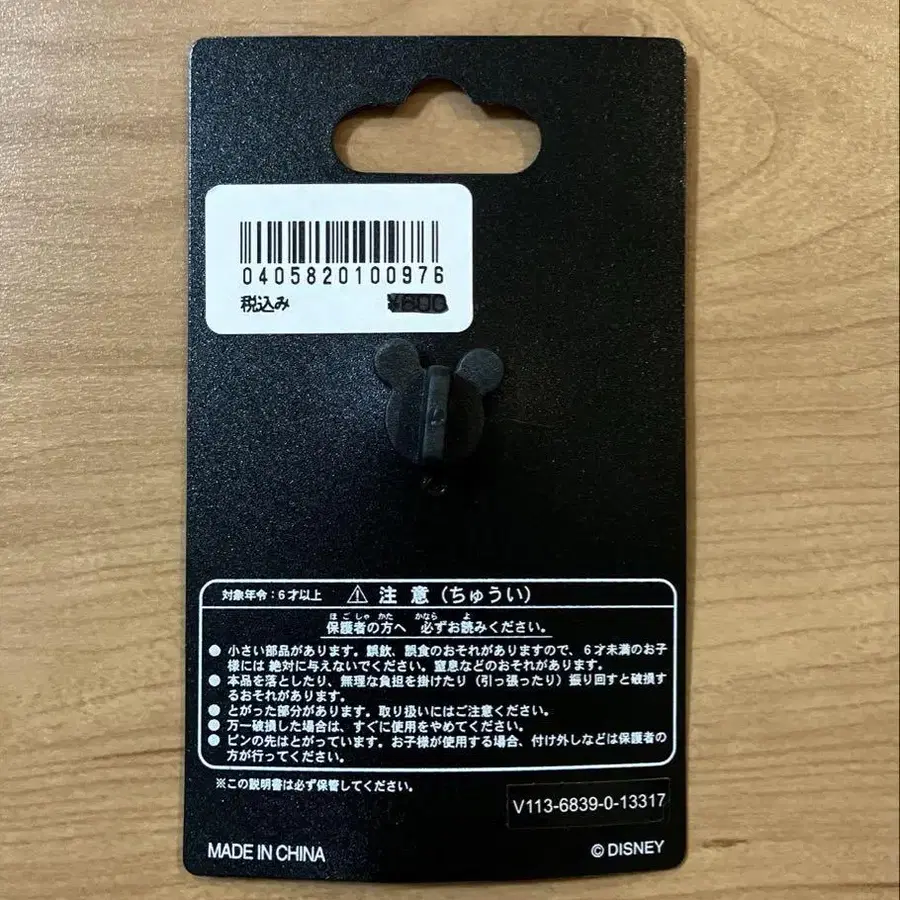 0405820100976
税込み ¥600
対象年令：6才以上 ⚠ 注 意（ちゅうい）
ほごしゃ かた かなら よ
保護者の方へ 必ずお読みください。
● 小さい部品があります。誤飲、誤食のおそれがありますので、6才未満のお子
様には 絶対に与えないでください。窒息などのおそれがあります。
● 本品を落としたり、無理な負担を掛けたり（引っ張ったり）振り回すと破損す
るおそれがあります。
● とがった部分があります。取り扱いにはご注意ください。
● 万一破損した場合は、すぐに使用をやめてください。
● ピンの先はとがっています。お子様が使用する場合、付け外しなどは保護者の
方が行ってください。
※この説明書は必ず保管してください。
V113-6839-0-13317
MADE IN CHINA
© DISNEY